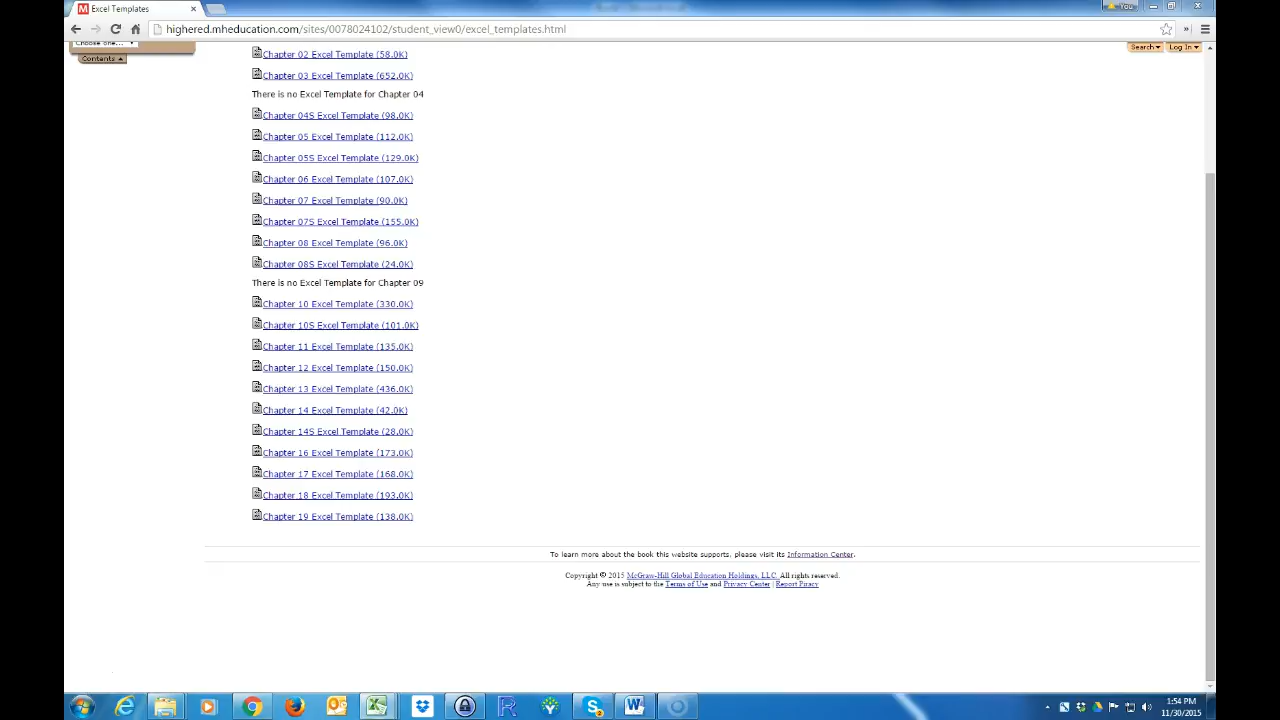 Excel Templates
You
highered.mheducation.com/sites/0078024102/student_view0/excel_templates.html
Choose one...
Contents
Search
Log In
Chapter 02 Excel Template (58.0K)
Chapter 03 Excel Template (652.0K)
There is no Excel Template for Chapter 04
Chapter 04S Excel Template (98.0K)
Chapter 05 Excel Template (112.0K)
Chapter 05S Excel Template (129.0K)
Chapter 06 Excel Template (107.0K)
Chapter 07 Excel Template (90.0K)
Chapter 07S Excel Template (155.0K)
Chapter 08 Excel Template (96.0K)
Chapter 08S Excel Template (24.0K)
There is no Excel Template for Chapter 09
Chapter 10 Excel Template (330.0K)
Chapter 10S Excel Template (101.0K)
Chapter 11 Excel Template (135.0K)
Chapter 12 Excel Template (150.0K)
Chapter 13 Excel Template (436.0K)
Chapter 14 Excel Template (42.0K)
Chapter 14S Excel Template (28.0K)
Chapter 16 Excel Template (173.0K)
Chapter 17 Excel Template (168.0K)
Chapter 18 Excel Template (193.0K)
Chapter 19 Excel Template (138.0K)
To learn more about the book this website supports, please visit its Information Center.
Copyright © 2015 McGraw-Hill Global Education Holdings, LLC. All rights reserved.
Any use is subject to the Terms of Use and Privacy Center | Report Piracy
1:54 PM
11/30/2015